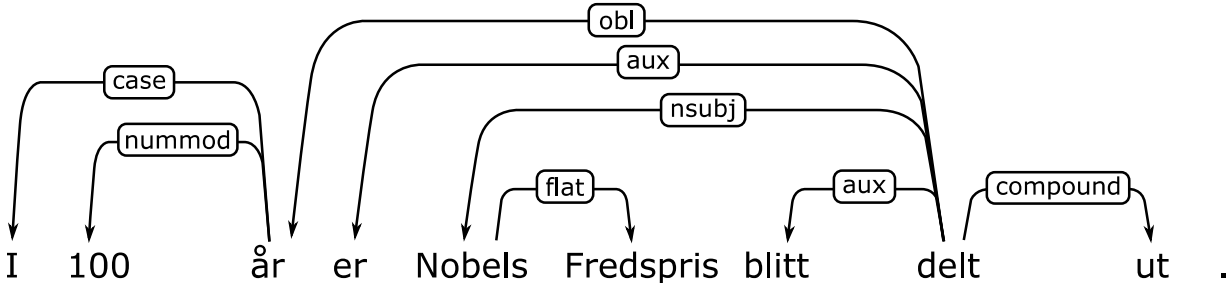 obl
aux
case
nsubj
nummod
flat
aux
compound
I 100 år er Nobels Fredspris blitt delt ut .